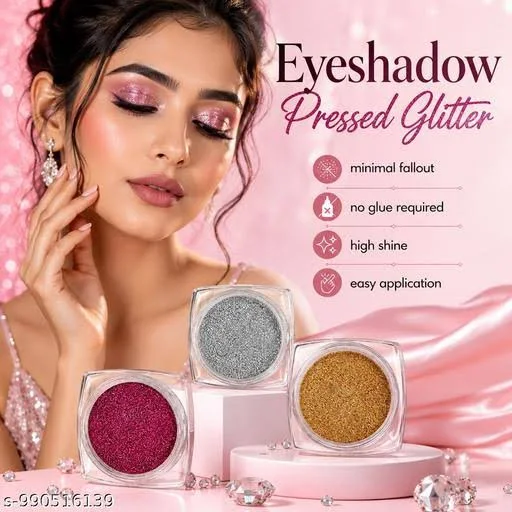 Eyeshadow
Pressed Glitter
minimal fallout
no glue required
high shine
easy application
s-990516139